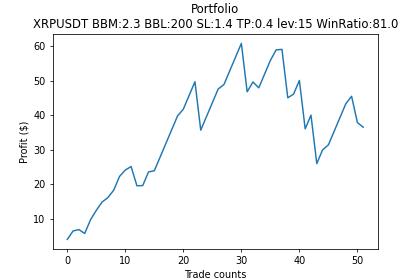 Portfolio
XRPUSDT BBM:2.3 BBL:200 SL:1.4 TP:0.4 lev:15 WinRatio:81.0
60
50
40
30
20
10
Profit ($)
0 10 20 30 40 50
Trade counts